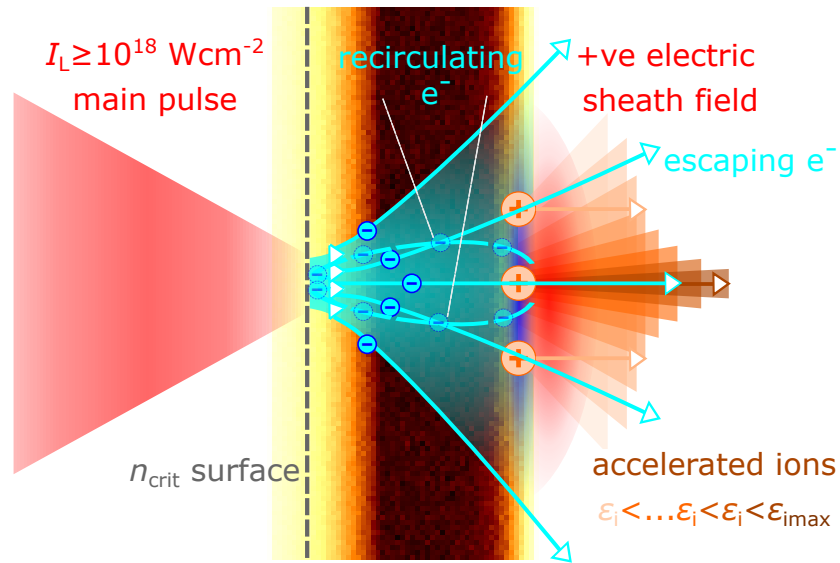 I_L≥10^18 Wcm^-2
main pulse
recirculating
e^-
+ve electric
sheath field
escaping e^-
n_crit surface
accelerated ions
ε_i<...ε_i<ε_i<ε_imax